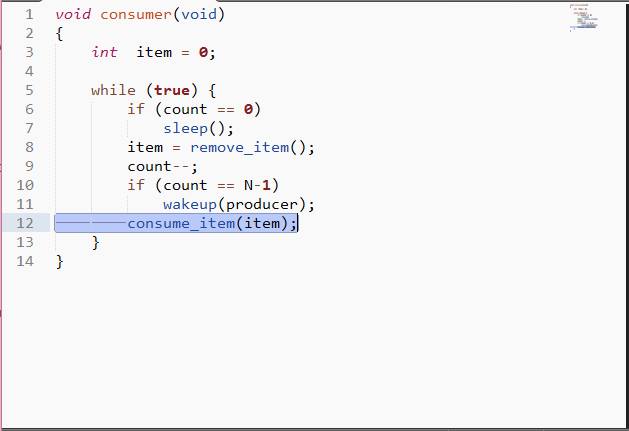 1 void consumer(void)
2 {
3     int  item = 0;
4
5     while (true) {
6         if (count == 0)
7             sleep();
8         item = remove_item();
9         count--;
10         if (count == N-1)
11             wakeup(producer);
12         consume_item(item);
13     }
14 }